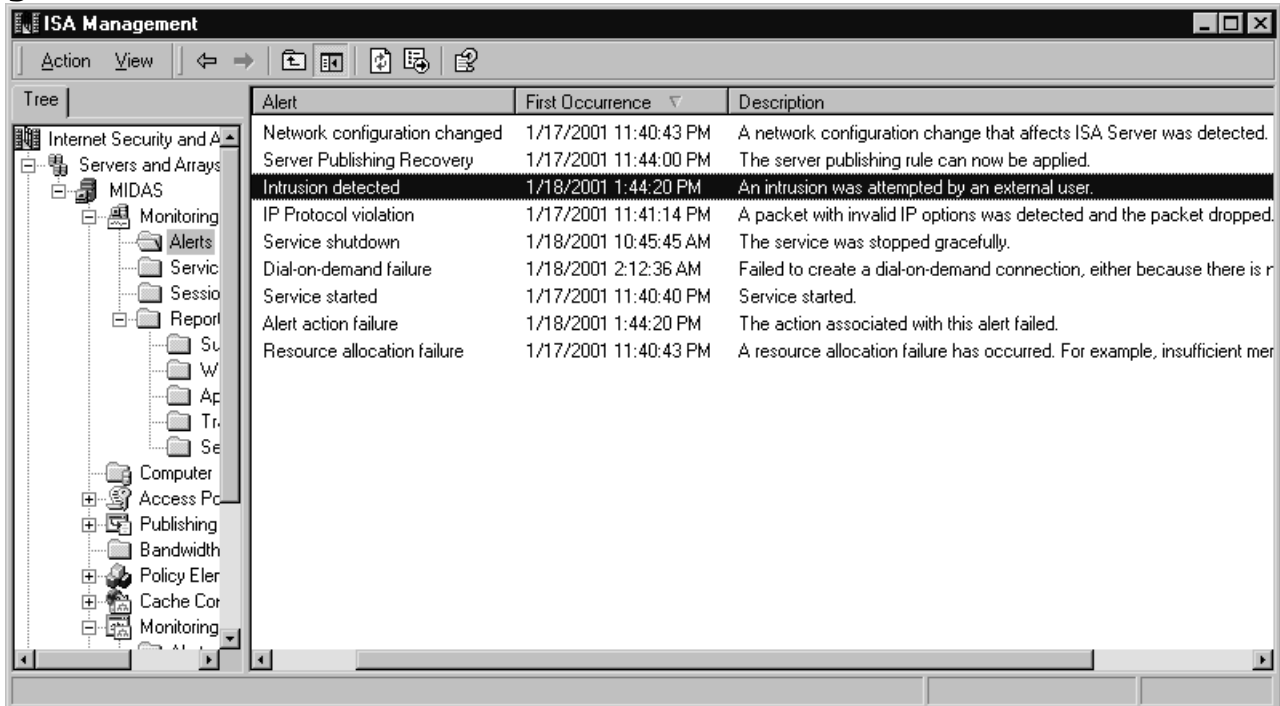 ISA Management
Action View
Tree
Internet Security and A
Servers and Arrays
MIDAS
Monitoring
Alerts
Servic
Sessio
Report
Su
W
Ap
Tr
Se
Computer
Access Po
Publishing
Bandwidth
Policy Eler
Cache Cor
Monitoring
Alert First Occurrence Description
Network configuration changed 1/17/2001 11:40:43 PM A network configuration change that affects ISA Server was detected.
Server Publishing Recovery 1/17/2001 11:44:00 PM The server publishing rule can now be applied.
Intrusion detected 1/18/2001 1:44:20 PM An intrusion was attempted by an external user.
IP Protocol violation 1/17/2001 11:41:14 PM A packet with invalid IP options was detected and the packet dropped.
Service shutdown 1/18/2001 10:45:45 AM The service was stopped gracefully.
Dial-on-demand failure 1/18/2001 2:12:36 AM Failed to create a dial-on-demand connection, either because there is r
Service started 1/17/2001 11:40:40 PM Service started.
Alert action failure 1/18/2001 1:44:20 PM The action associated with this alert failed.
Resource allocation failure 1/17/2001 11:40:43 PM A resource allocation failure has occurred. For example, insufficient mer